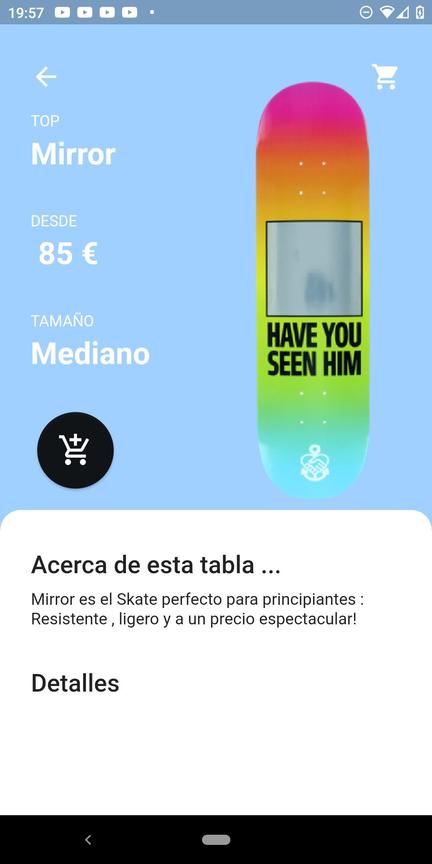 19:57
TOP
Mirror
DESDE
85 €
TAMAÑO
Mediano
HAVE YOU
SEEN HIM
Acerca de esta tabla ...
Mirror es el Skate perfecto para principiantes :
Resistente , ligero y a un precio espectacular!
Detalles